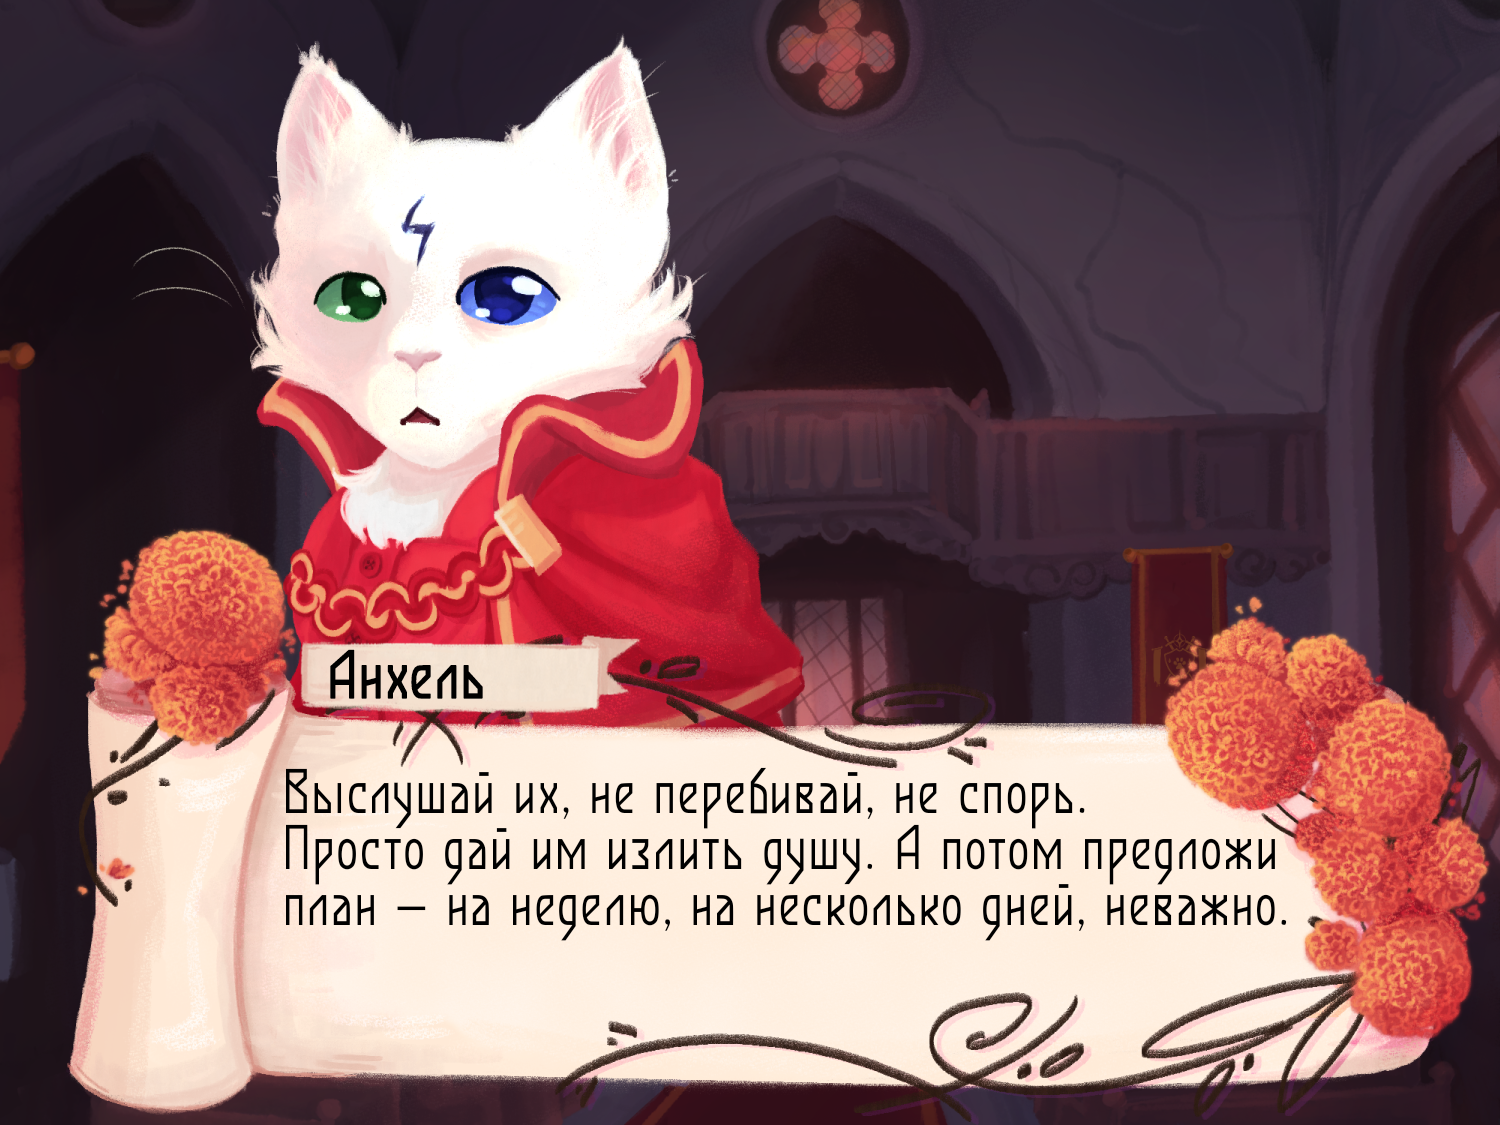 Анхель
Выслушай их, не перебивай, не спорь.
Просто дай им излить душу. А потом предложи
план – на неделю, на несколько дней, неважно.